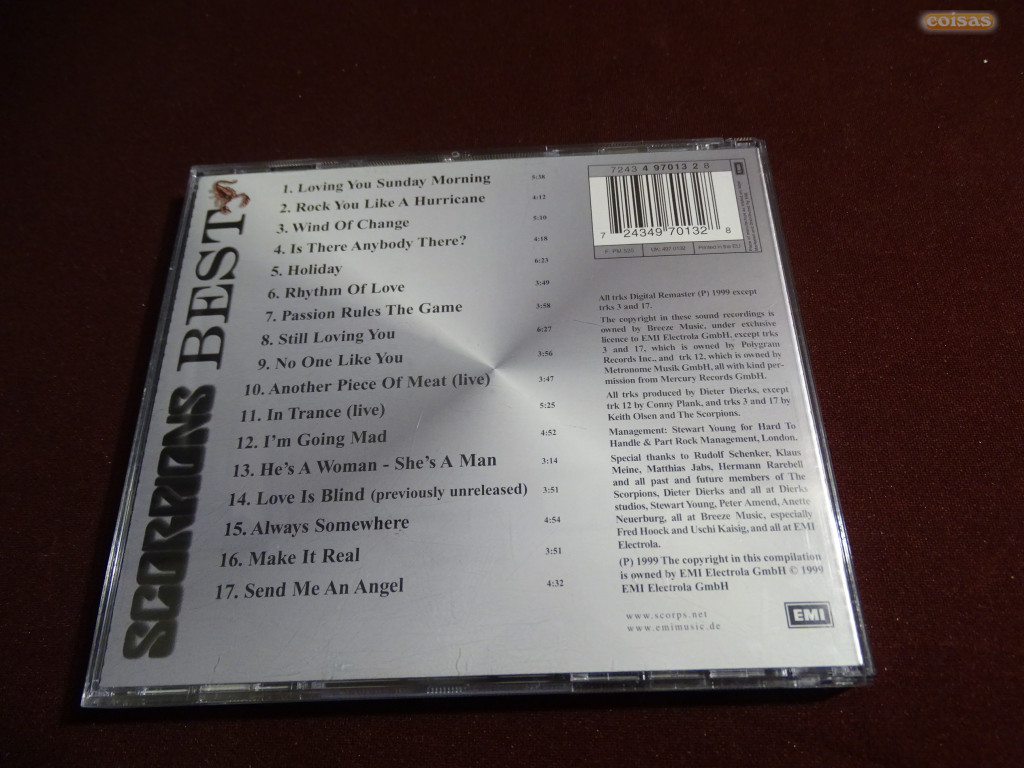 coisas
SCORPIONS BEST
1. Loving You Sunday Morning 5:38
2. Rock You Like A Hurricane 4:12
3. Wind Of Change 5:10
4. Is There Anybody There? 4:18
5. Holiday 6:23
6. Rhythm Of Love 3:49
7. Passion Rules The Game 3:58
8. Still Loving You 6:27
9. No One Like You 3:56
10. Another Piece Of Meat (live) 3:47
11. In Trance (live) 5:25
12. I'm Going Mad 4:52
13. He's A Woman - She's A Man 3:14
14. Love Is Blind (previously unreleased) 3:51
15. Always Somewhere 4:54
16. Make It Real 3:51
17. Send Me An Angel 4:32
7243 4 97013 2 8
7 24349 70132 8
Printed in the EU
All trks Digital Remaster (P) 1999 except
trks 3 and 17.
The copyright in these sound recordings is
owned by Breeze Music, under exclusive
licence to EMI Electrola GmbH, except trks
3 and 17, which is owned by Polygram
Records Inc., and trk 12, which is owned by
Metronome Musik GmbH, all with kind per-
mission from Mercury Records GmbH.
All trks produced by Dieter Dierks, except
trk 12 by Conny Plank, and trks 3 and 17 by
Keith Olsen and The Scorpions.
Management: Stewart Young for Hard To
Handle & Part Rock Management, London.
Special thanks to Rudolf Schenker, Klaus
Meine, Matthias Jabs, Hermann Rarebell
and all past and future members of The
Scorpions, Dieter Dierks and all at Dierks
studios, Stewart Young, Peter Amend, Anette
Neuerburg, all at Breeze Music, especially
Fred Hoock and Uschi Kaisig, and all at EMI
Electrola.
(P) 1999 The copyright in this compilation
is owned by EMI Electrola GmbH © 1999
EMI Electrola GmbH
www.scorps.net
www.emimusic.de
EMI